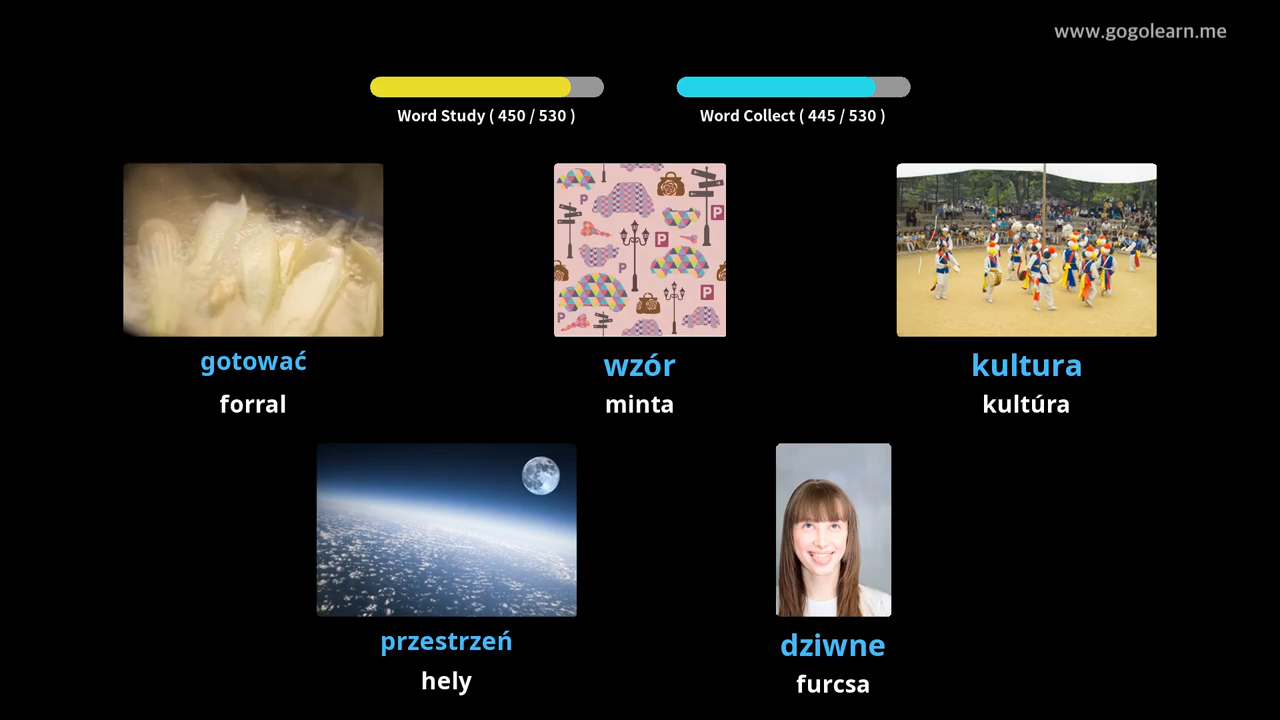 www.gogolearn.me
Word Study ( 450 / 530 )
Word Collect ( 445 / 530 )
P
P
P
P
P
P
gotować
wzór
kultura
forral
minta
kultúra
przestrzeń
dziwne
hely
furcsa